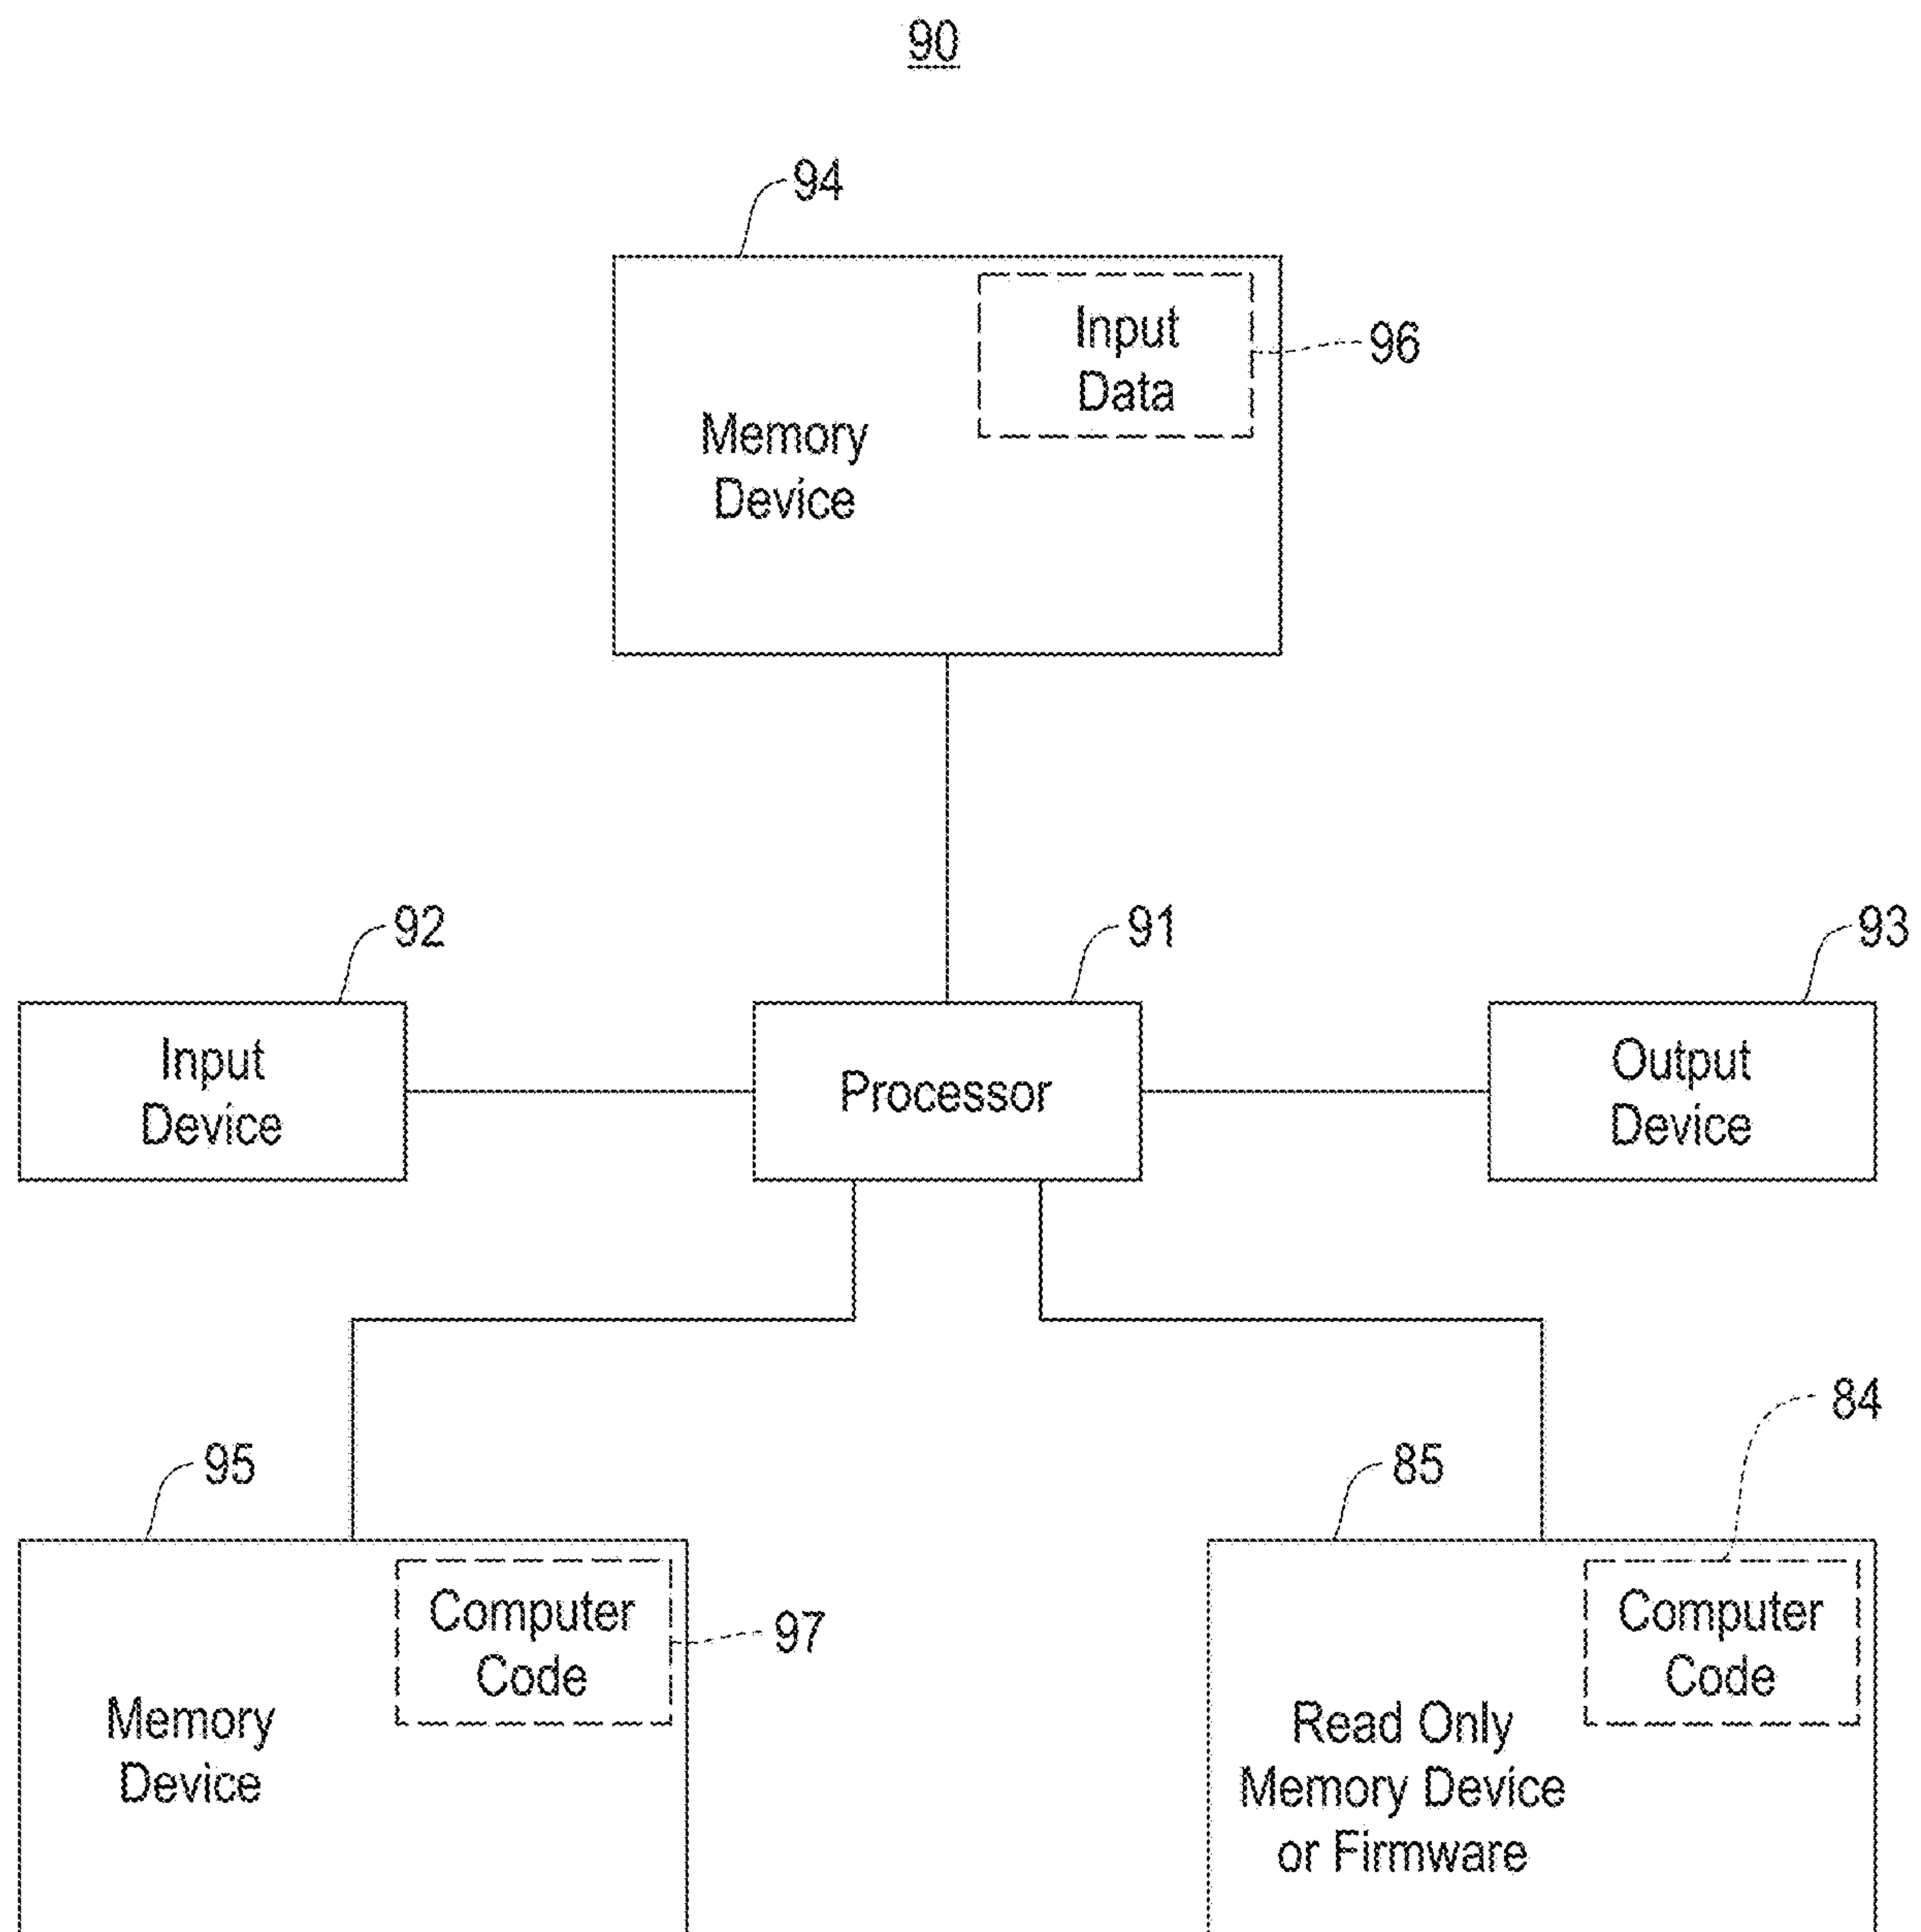 90
94
Input
Data
96
Memory
Device
92
91
93
Input
Device
Processor
Output
Device
84
95
85
Computer
Code
97
Computer
Code
Memory
Device
Read Only
Memory Device
or Firmware